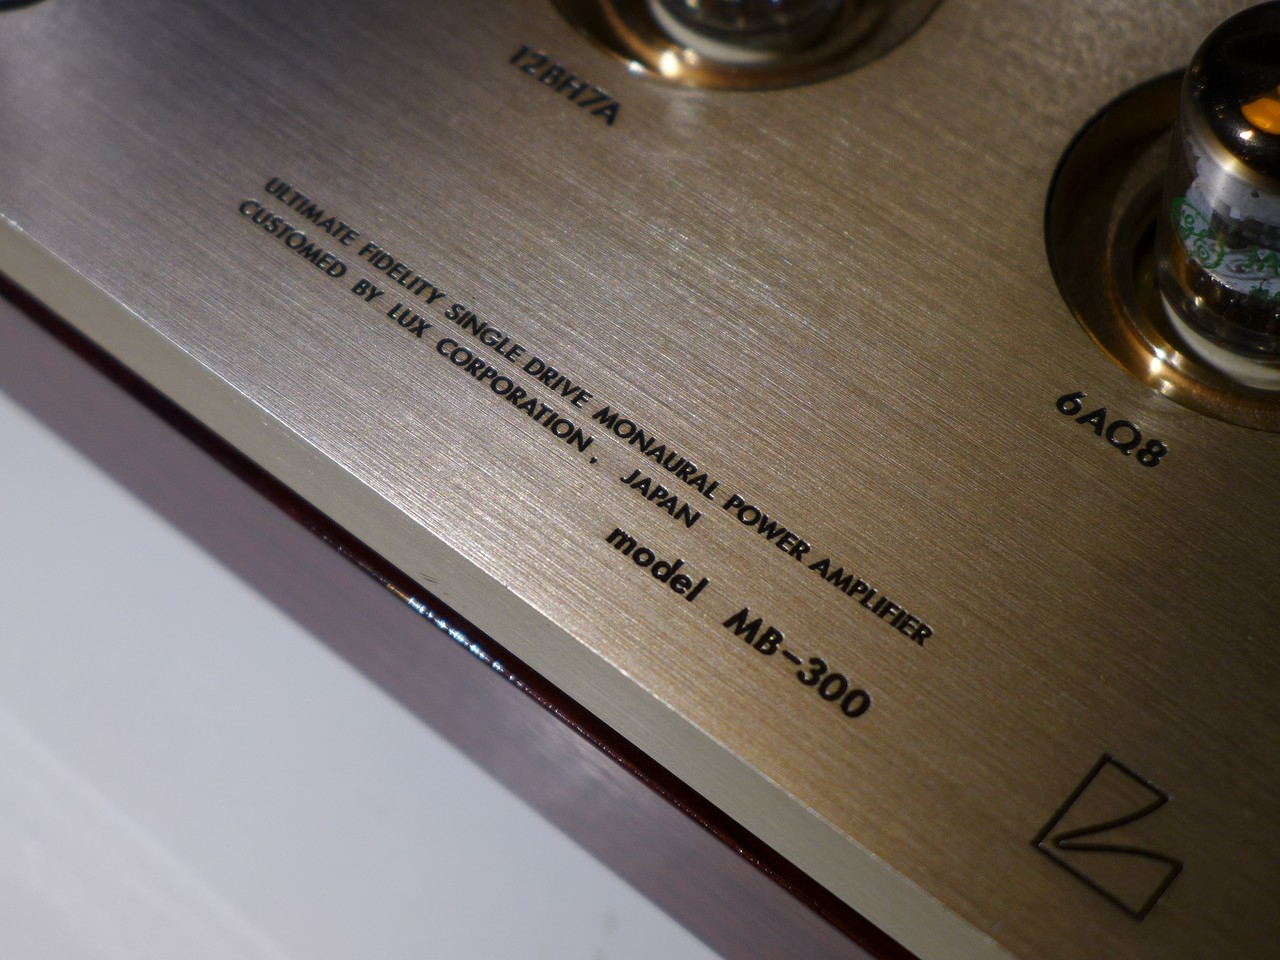 12BH7A
ULTIMATE FIDELITY SINGLE DRIVE MONAURAL POWER AMPLIFIER
CUSTOMED BY LUX CORPORATION, JAPAN
model MB-300
6AQ8